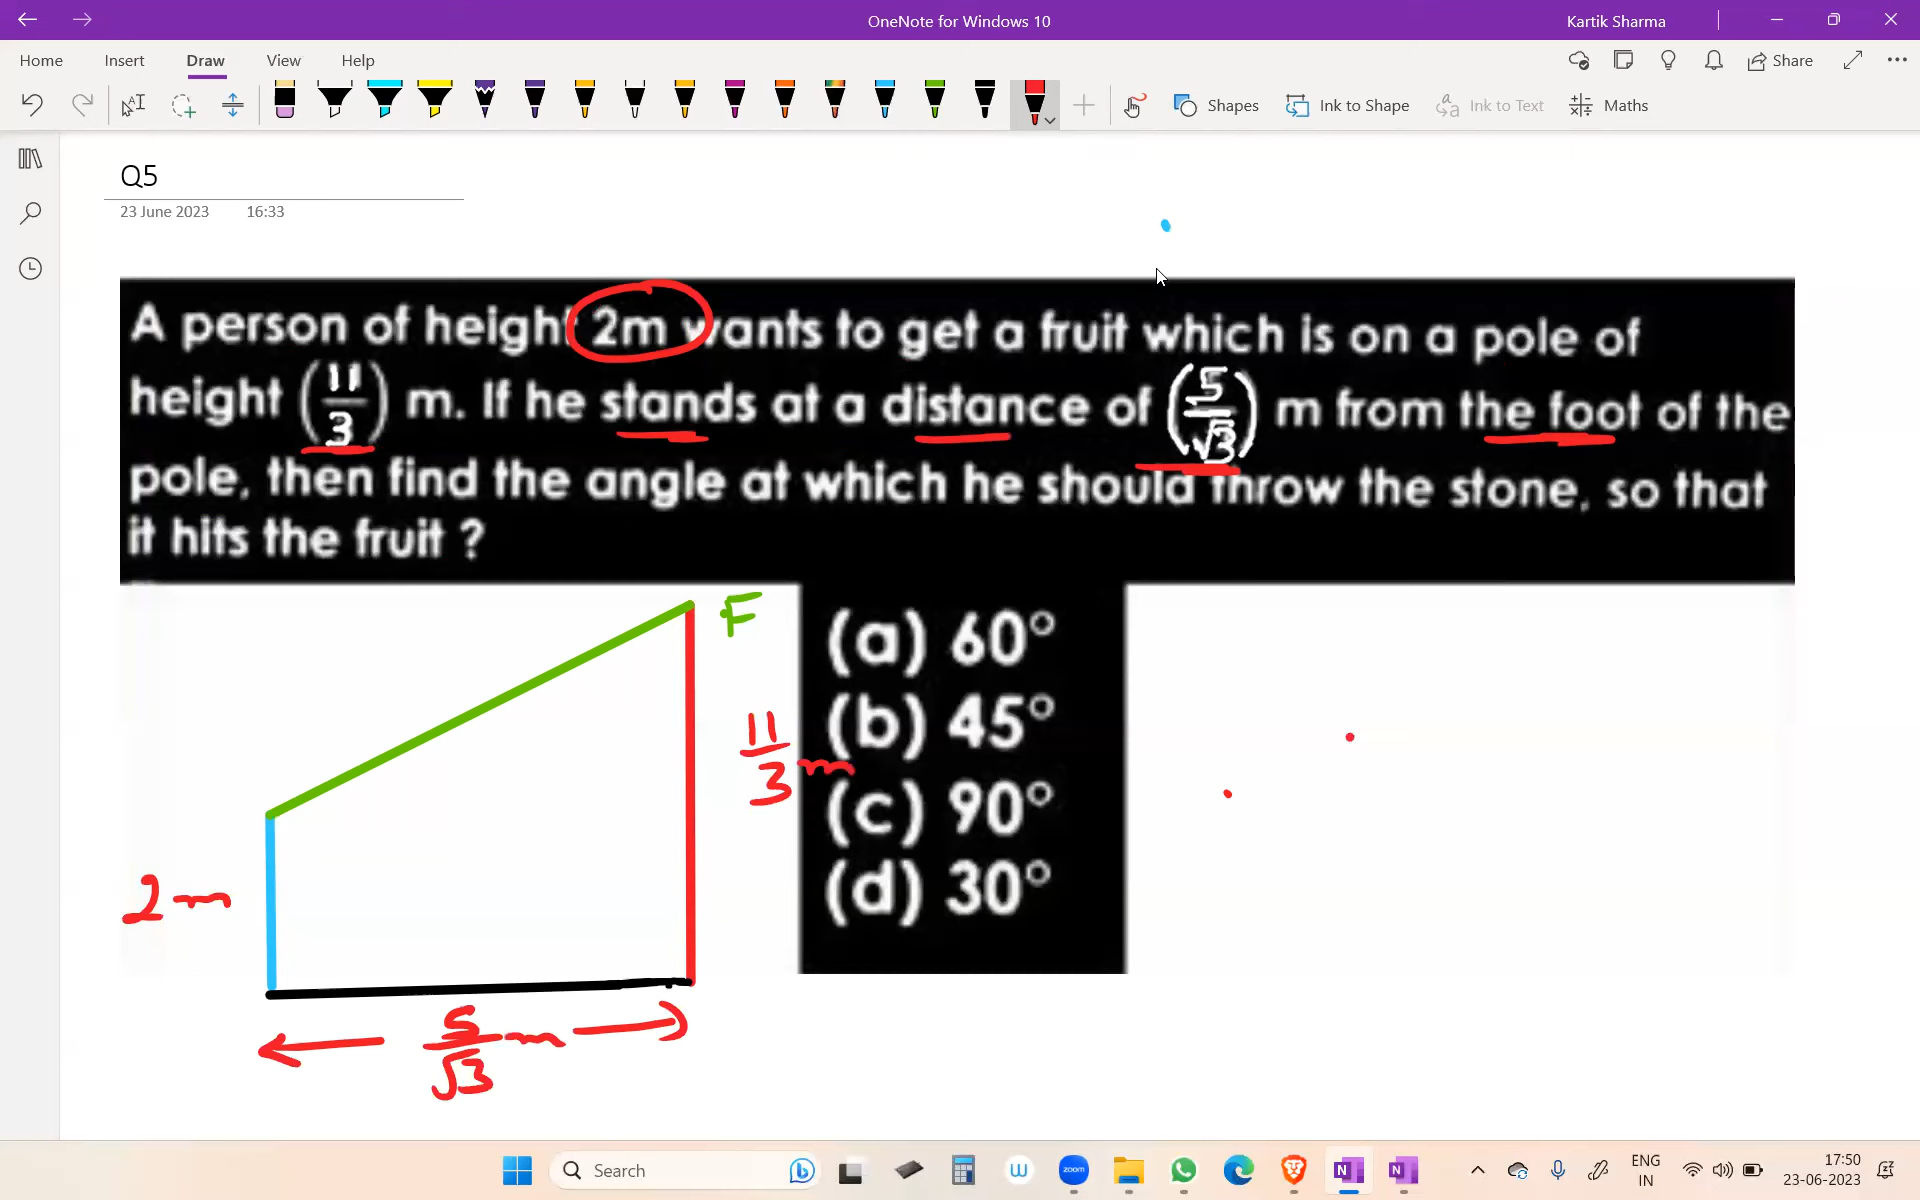 OneNote for Windows 10
Kartik Sharma
Home Insert Draw View Help
Share
Shapes Ink to Shape Ink to Text Maths
Q5
23 June 2023 16:33
A person of height 2m wants to get a fruit which is on a pole of
height (11/3) m. If he stands at a distance of (5/√3) m from the foot of the
pole, then find the angle at which he should throw the stone, so that
it hits the fruit ?
(a) 60°
(b) 45°
(c) 90°
(d) 30°
F
11/3 m
2m
5/√3 m
Search
zoom
ENG
IN
17:50
23-06-2023